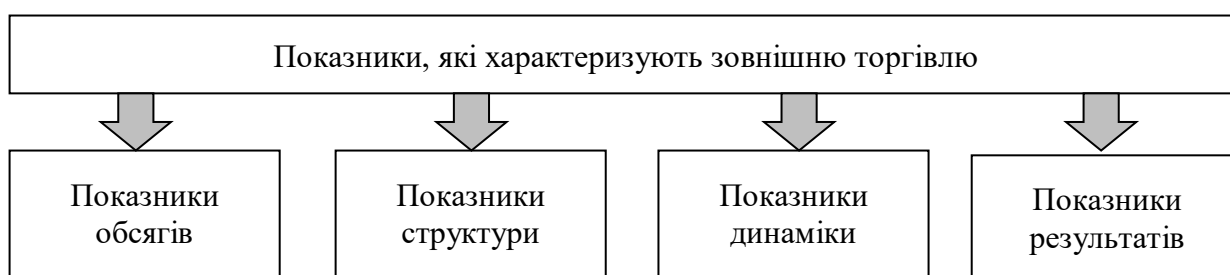 Показники, які характеризують зовнішню торгівлю
Показники
обсягів
Показники
структури
Показники
динаміки
Показники
результатів